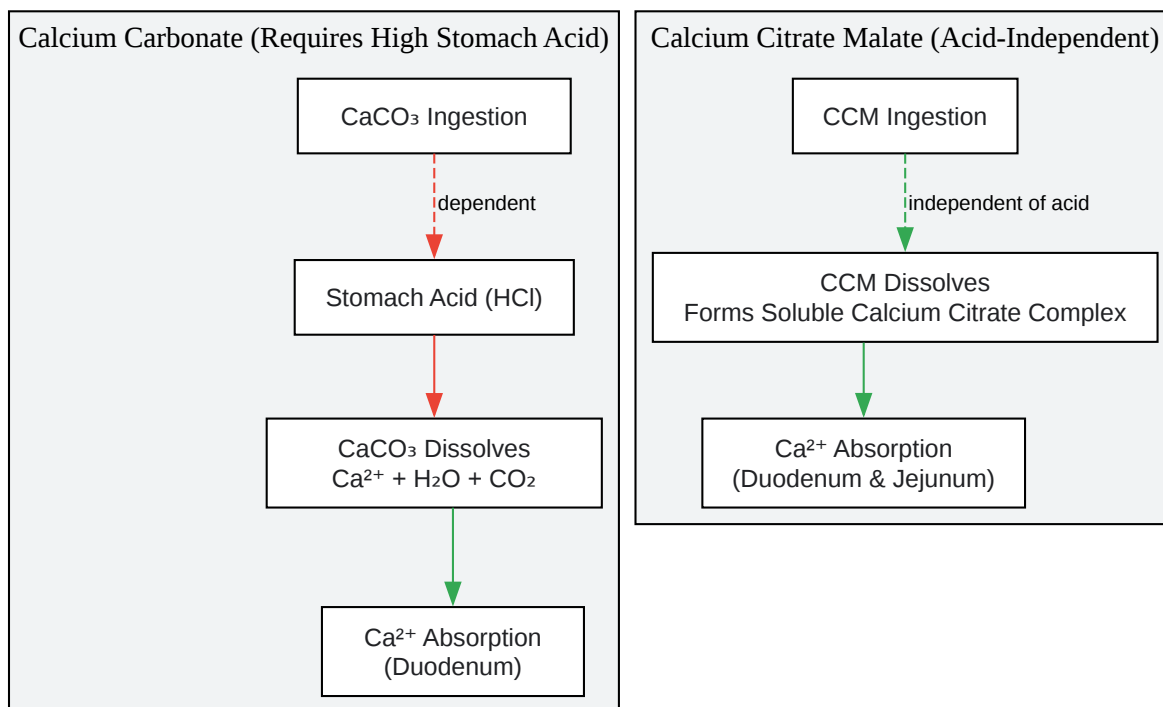 Calcium Carbonate (Requires High Stomach Acid)
CaCO₃ Ingestion
dependent
Stomach Acid (HCl)
CaCO₃ Dissolves
Ca²⁺ + H₂O + CO₂
Ca²⁺ Absorption
(Duodenum)
Calcium Citrate Malate (Acid-Independent)
CCM Ingestion
independent of acid
CCM Dissolves
Forms Soluble Calcium Citrate Complex
Ca²⁺ Absorption
(Duodenum & Jejunum)